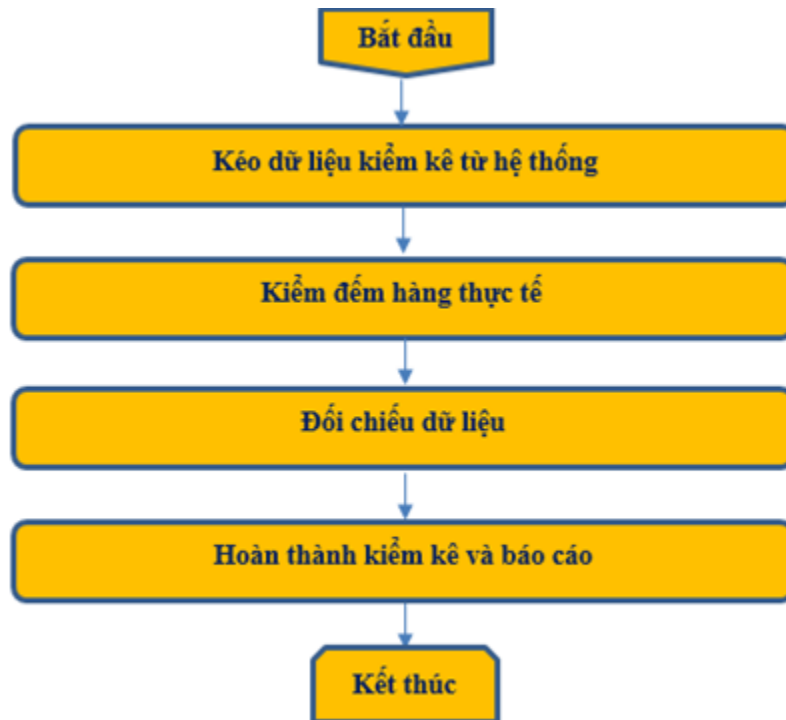 Bắt đầu
Kéo dữ liệu kiểm kê từ hệ thống
Kiểm đếm hàng thực tế
Đối chiếu dữ liệu
Hoàn thành kiểm kê và báo cáo
Kết thúc